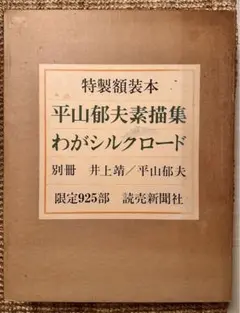 特製額装本
平山郁夫素描集
わがシルクロード
別冊 井上靖/平山郁夫
限定925部 読売新聞社